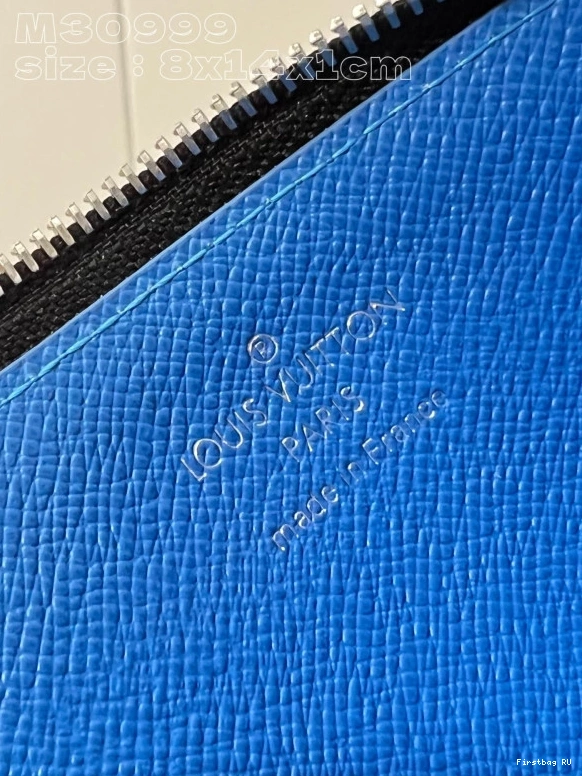 M30999
size : 8x14x1cm
®
LOUIS VUITTON
PARIS
made in France
Firstbag RU